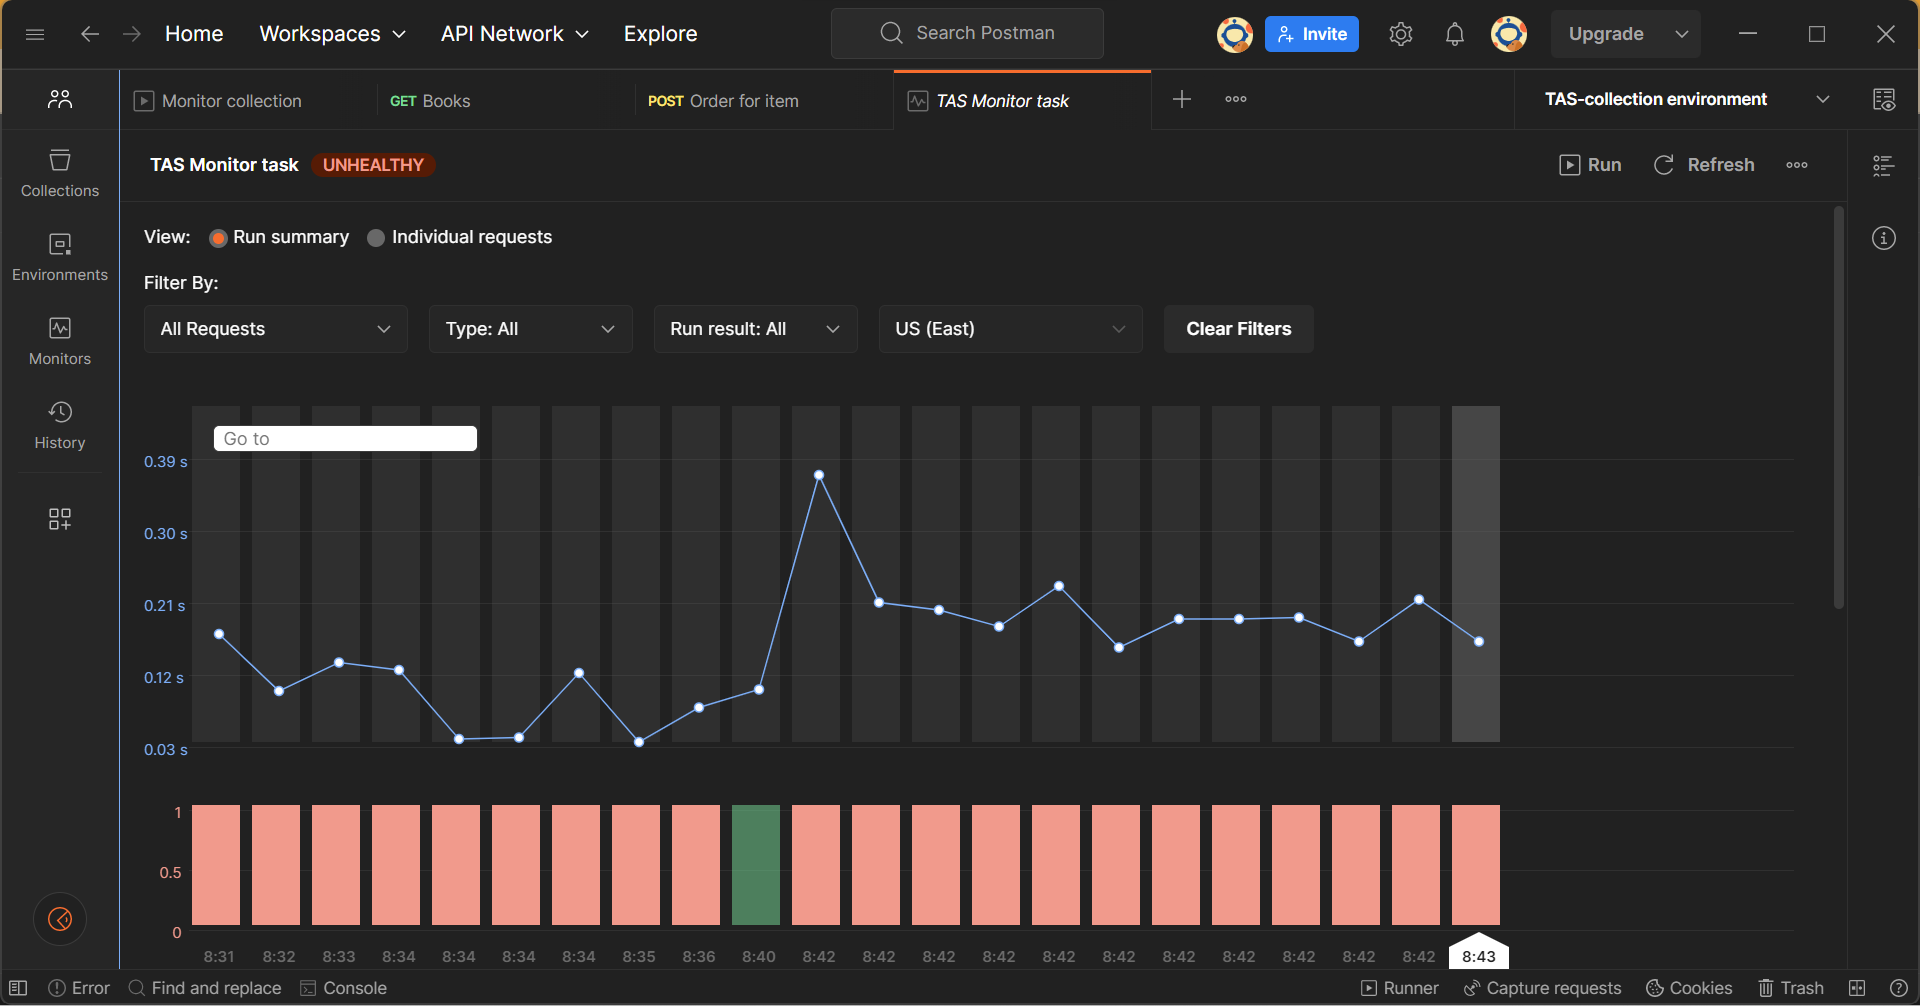 Home Workspaces API Network Explore Search Postman Invite Upgrade
Monitor collection GET Books POST Order for item TAS Monitor task TAS-collection environment
TAS Monitor task UNHEALTHY Run Refresh
Collections
Environments
Monitors
History
View: Run summary Individual requests
Filter By:
All Requests Type: All Run result: All US (East) Clear Filters
Go to
0.39 s
0.30 s
0.21 s
0.12 s
0.03 s
1
0.5
0
8:31 8:32 8:33 8:34 8:34 8:34 8:34 8:35 8:36 8:40 8:42 8:42 8:42 8:42 8:42 8:42 8:42 8:42 8:42 8:42 8:42 8:43
Error Find and replace Console Runner Capture requests Cookies Trash